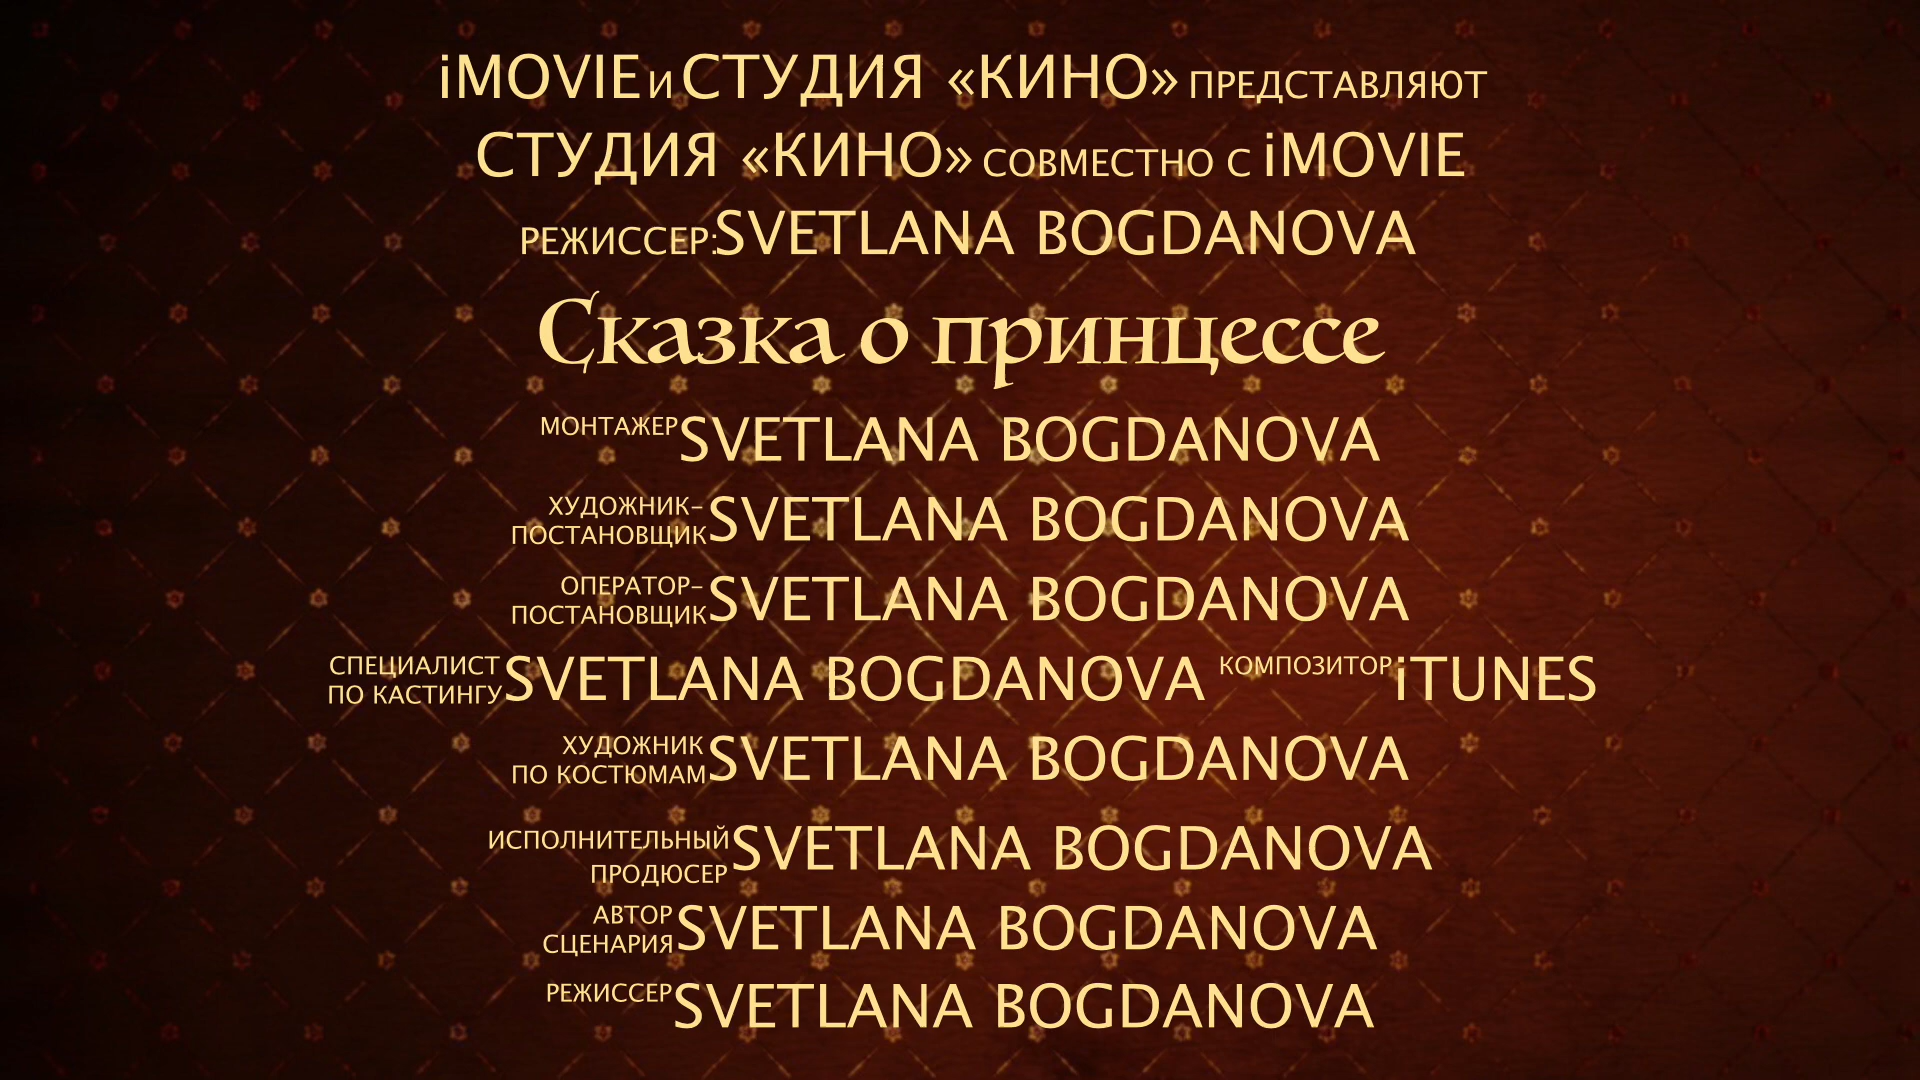 iMOVIE И СТУДИЯ «КИНО» ПРЕДСТАВЛЯЮТ
СТУДИЯ «КИНО» СОВМЕСТНО С iMOVIE
РЕЖИССЕР: SVETLANA BOGDANOVA
Сказка о принцессе
МОНТАЖЕР SVETLANA BOGDANOVA
ХУДОЖНИК-
ПОСТАНОВЩИК SVETLANA BOGDANOVA
ОПЕРАТОР-
ПОСТАНОВЩИК SVETLANA BOGDANOVA
СПЕЦИАЛИСТ
ПО КАСТИНГУ SVETLANA BOGDANOVA КОМПОЗИТОР iTUNES
ХУДОЖНИК
ПО КОСТЮМАМ SVETLANA BOGDANOVA
ИСПОЛНИТЕЛЬНЫЙ
ПРОДЮСЕР SVETLANA BOGDANOVA
АВТОР
СЦЕНАРИЯ SVETLANA BOGDANOVA
РЕЖИССЕР SVETLANA BOGDANOVA